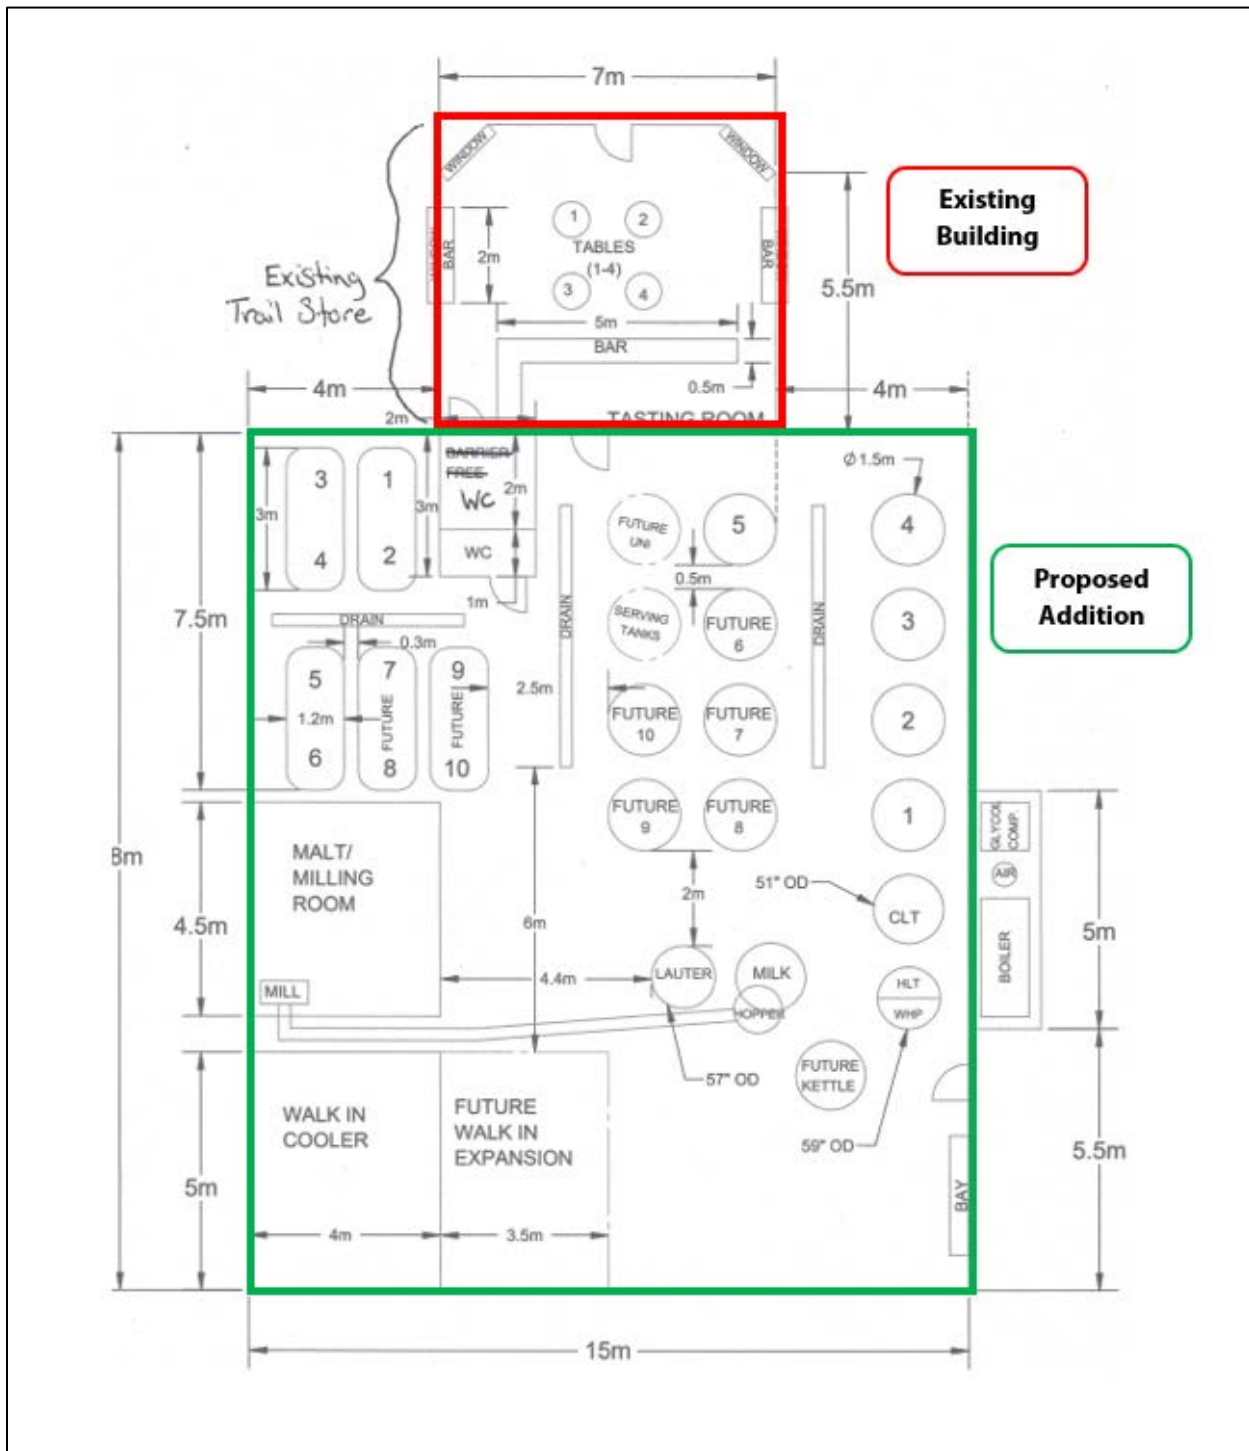 7m
WINDOW
WINDOW
Existing
Building
1
2
BAR
2m
TABLES
(1-4)
BAR
Existing
Trail Store
3
4
5.5m
5m
BAR
0.5m
4m
4m
2m
TASTING ROOM
BARRIER
FREE
WC
2m
Ø1.5m
3
1
3m
3m
4
2
FUTURE
UNI
5
4
WC
0.5m
Proposed
Addition
1m
7.5m
DRAIN
0.3m
DRAIN
SERVING
TANKS
FUTURE
6
DRAIN
3
5
7
9
2.5m
1.2m
FUTURE
FUTURE
6
8
10
FUTURE
10
FUTURE
7
2
FUTURE
9
FUTURE
8
1
GLYCOL
COMP.
8m
MALT/
MILLING
ROOM
2m
51" OD
AIR
4.5m
6m
CLT
5m
BOILER
4.4m
LAUTER
MILK
HLT
MILL
HOPPER
WHP
57" OD
FUTURE
KETTLE
WALK IN
COOLER
FUTURE
WALK IN
EXPANSION
59" OD
5.5m
5m
BAY
4m
3.5m
15m